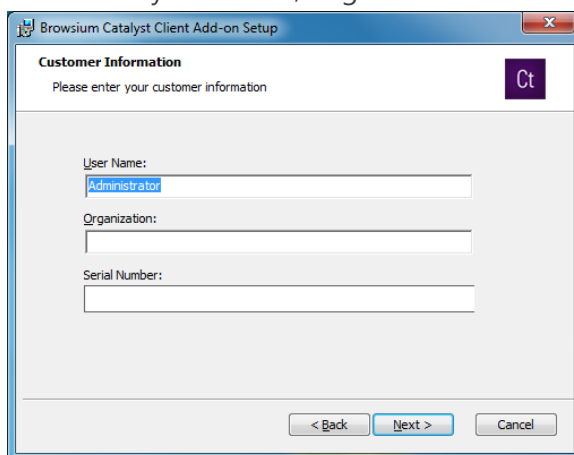 Browsium Catalyst Client Add-on Setup
Customer Information
Please enter your customer information
Ct
User Name:
Administrator
Organization:
Serial Number:
< Back
Next >
Cancel